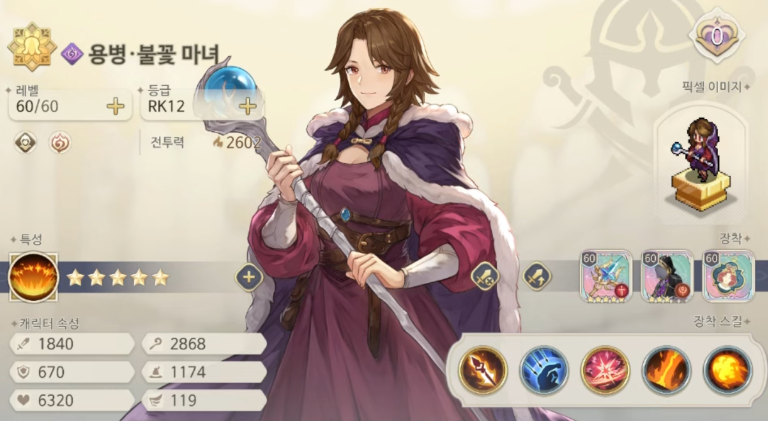 용병·불꽃 마녀
0
레벨
등급
60/60
RK12
전투력
2602
픽셀 이미지
특성
장착
60
60
60
캐릭터 속성
장착 스킬
1840
2868
670
1174
6320
119